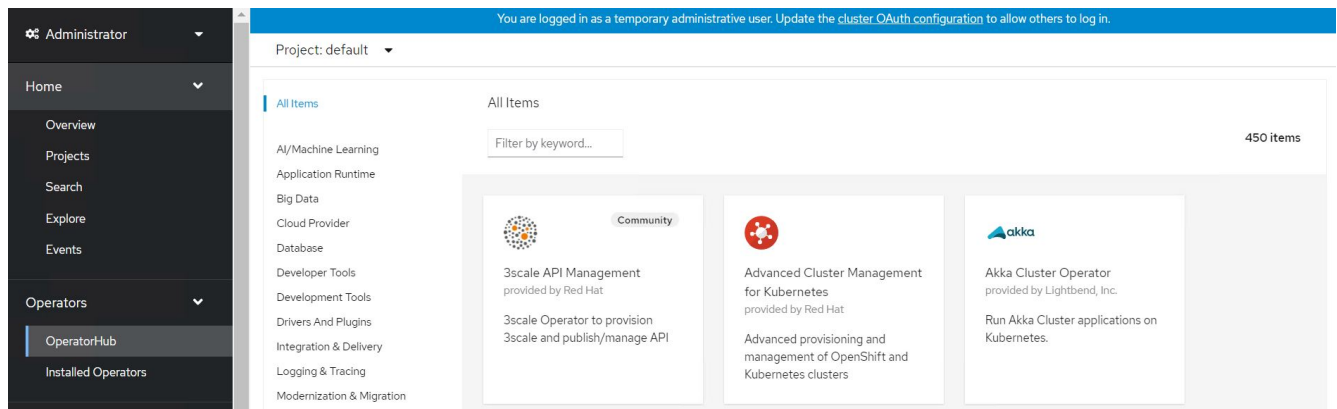 You are logged in as a temporary administrative user. Update the cluster OAuth configuration to allow others to log in.
Administrator
Home
Overview
Projects
Search
Explore
Events
Operators
OperatorHub
Installed Operators
Project: default
All Items
AI/Machine Learning
Application Runtime
Big Data
Cloud Provider
Database
Developer Tools
Development Tools
Drivers And Plugins
Integration & Delivery
Logging & Tracing
Modernization & Migration
All Items
Filter by keyword...
450 items
Community
3scale API Management
provided by Red Hat
3scale Operator to provision
3scale and publish/manage API
Advanced Cluster Management
for Kubernetes
provided by Red Hat
Advanced provisioning and
management of OpenShift and
Kubernetes clusters
akka
Akka Cluster Operator
provided by Lightbend, Inc.
Run Akka Cluster applications on
Kubernetes.